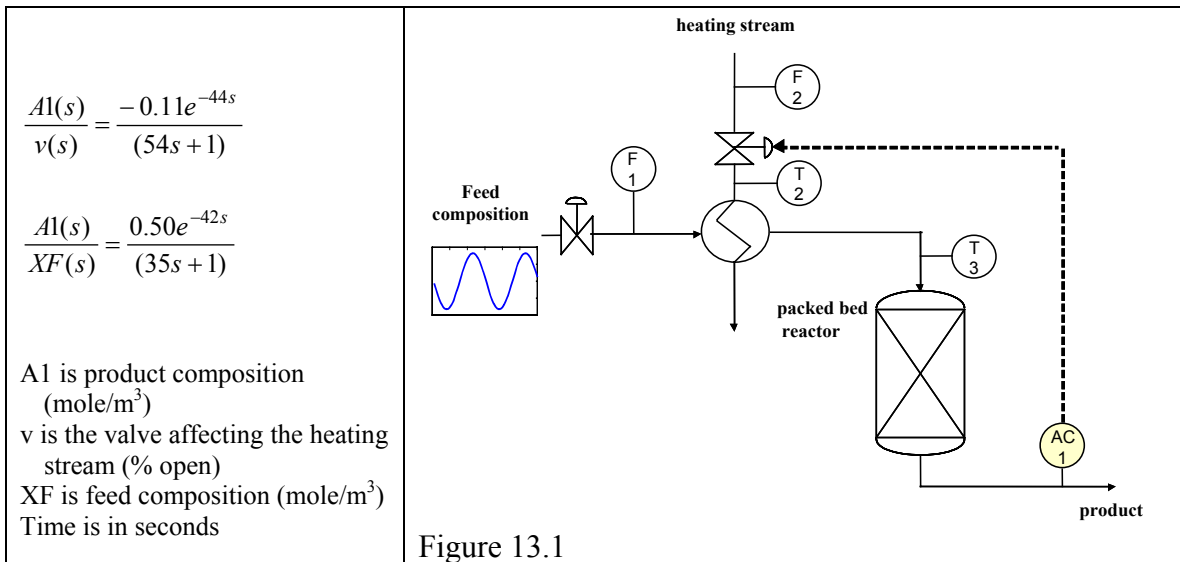 A1(s) / v(s) = −0.11e^{−44s} / (54s + 1)
A1(s) / XF(s) = 0.50e^{−42s} / (35s + 1)
A1 is product composition
(mole/m³)
v is the valve affecting the heating
stream (% open)
XF is feed composition (mole/m³)
Time is in seconds
heating stream
F
2
F
1
T
2
Feed
composition
T
3
packed bed
reactor
AC
1
product
Figure 13.1